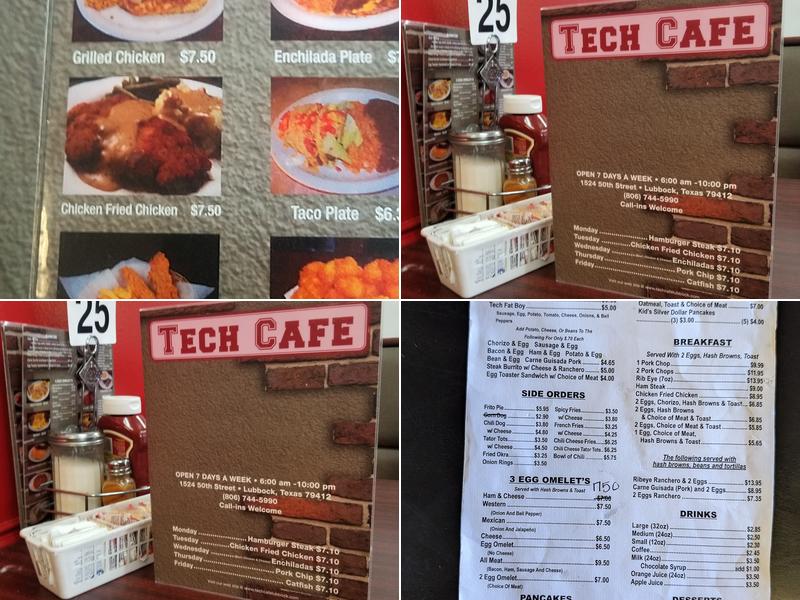 Grilled Chicken $7.50
Enchilada Plate
Chicken Fried Chicken $7.50
Taco Plate
25
TECH CAFE
OPEN 7 DAYS A WEEK • 6:00 am -10:00 pm
1524 50th Street • Lubbock, Texas 79412
(806) 744-5990
Call-ins Welcome
Monday Hamburger Steak $7.10
Tuesday Chicken Fried Chicken $7.10
Wednesday Enchiladas $7.10
Thursday Pork Chip $7.10
Friday Catfish $7.10
25
TECH CAFE
OPEN 7 DAYS A WEEK • 6:00 am -10:00 pm
1524 50th Street • Lubbock, Texas 79412
(806) 744-5990
Call-ins Welcome
Monday Hamburger Steak $7.10
Tuesday Chicken Fried Chicken $7.10
Wednesday Enchiladas $7.10
Thursday Pork Chip $7.10
Friday Catfish $7.10
Tech Fat Boy $5.00
Sausage, Egg, Potato, Tomato, Cheese, Onions, & Bell
Peppers
Add Potato, Cheese, Or Beans To The
Following For Only $.70 Each
Chorizo & Egg Sausage & Egg
Bacon & Egg Ham & Egg Potato & Egg
Bean & Egg Carne Guisada Pork $4.65
Steak Burrito w/ Cheese & Ranchero $5.00
Egg Toaster Sandwich w/ Choice of Meat $4.00
SIDE ORDERS
Frito Pie $5.95
Corn Dog $2.90
Chili Dog $3.80
w/ Cheese $4.80
Tator Tots $3.50
w/ Cheese $4.50
Fried Okra $3.25
Onion Rings $3.50
Spicy Fries $3.50
w/ Cheese $3.80
French Fries $3.25
w/ Cheese $4.25
Chili Cheese Fries $6.25
Chili Cheese Tator Tots $6.25
Bowl of Chili $5.75
3 EGG OMELET'S
Served with Hash Browns & Toast
Ham & Cheese $7.00
Western $7.50
(Onion And Bell Pepper)
Mexican $7.50
(Onion And Jalapeño)
Cheese $6.50
Egg Omelet $6.50
(No Cheese)
All Meat $9.50
(Bacon, Ham, Sausage And Cheese)
2 Egg Omelet $7.00
(Choice Of Meat)
PANCAKES
Oatmeal, Toast & Choice of Meat $7.00
Kid's Silver Dollar Pancakes
(3) $3.00 (5) $4.00
BREAKFAST
Served With 2 Eggs, Hash Browns, Toast
1 Pork Chop $9.99
2 Pork Chops $11.95
Rib Eye (7oz) $13.95
Ham Steak $9.00
Chicken Fried Chicken $8.95
2 Eggs, Chorizo, Hash Browns & Toast $6.85
2 Eggs, Hash Browns
& Choice of Meat $6.85
2 Eggs, Choice of Meat & Toast $5.85
1 Egg, Choice of Meat,
Hash Browns & Toast $5.65
The following served with
hash browns, beans and tortillas
Ribeye Ranchero & 2 Eggs $13.95
Carne Guisada (Pork) and 2 Eggs $8.95
2 Eggs Ranchero $7.35
DRINKS
Large (32oz) $2.85
Medium (24oz) $2.50
Small (12oz) $2.30
Coffee $2.45
Milk (24oz) $3.50
Chocolate Syrup add $1.00
Orange Juice (24oz) $3.50
Apple Juice $3.50
DESSERTS